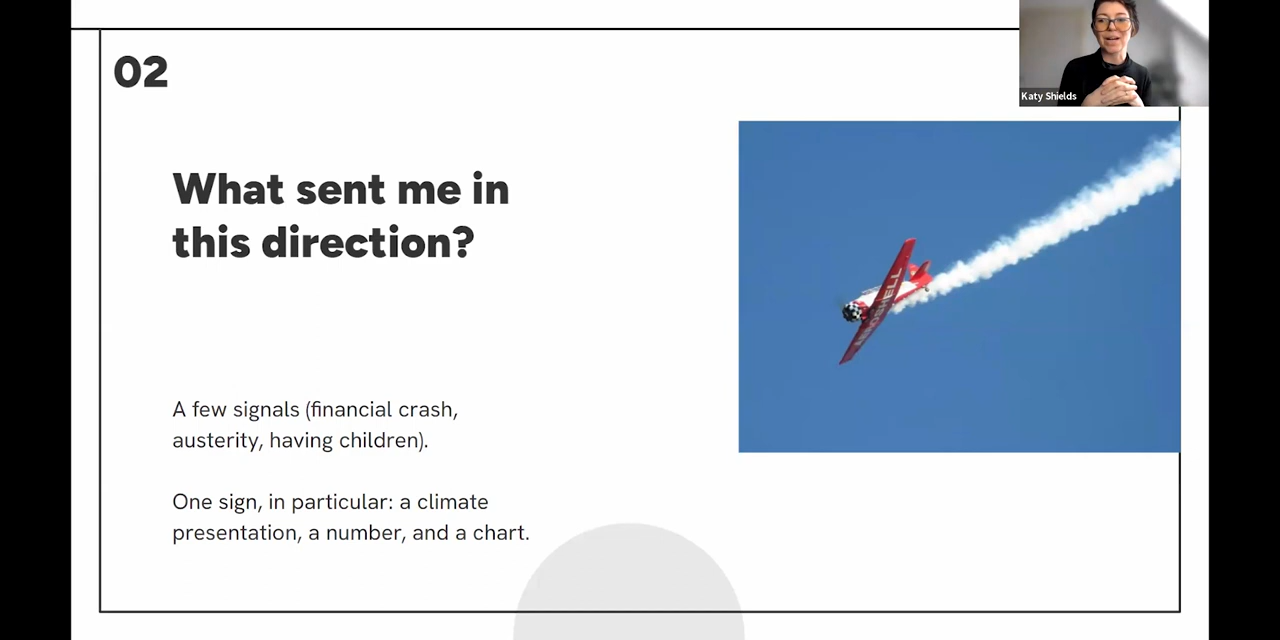 02
Katy Shields
What sent me in
this direction?
AEROSHELL
A few signals (financial crash,
austerity, having children).
One sign, in particular: a climate
presentation, a number, and a chart.